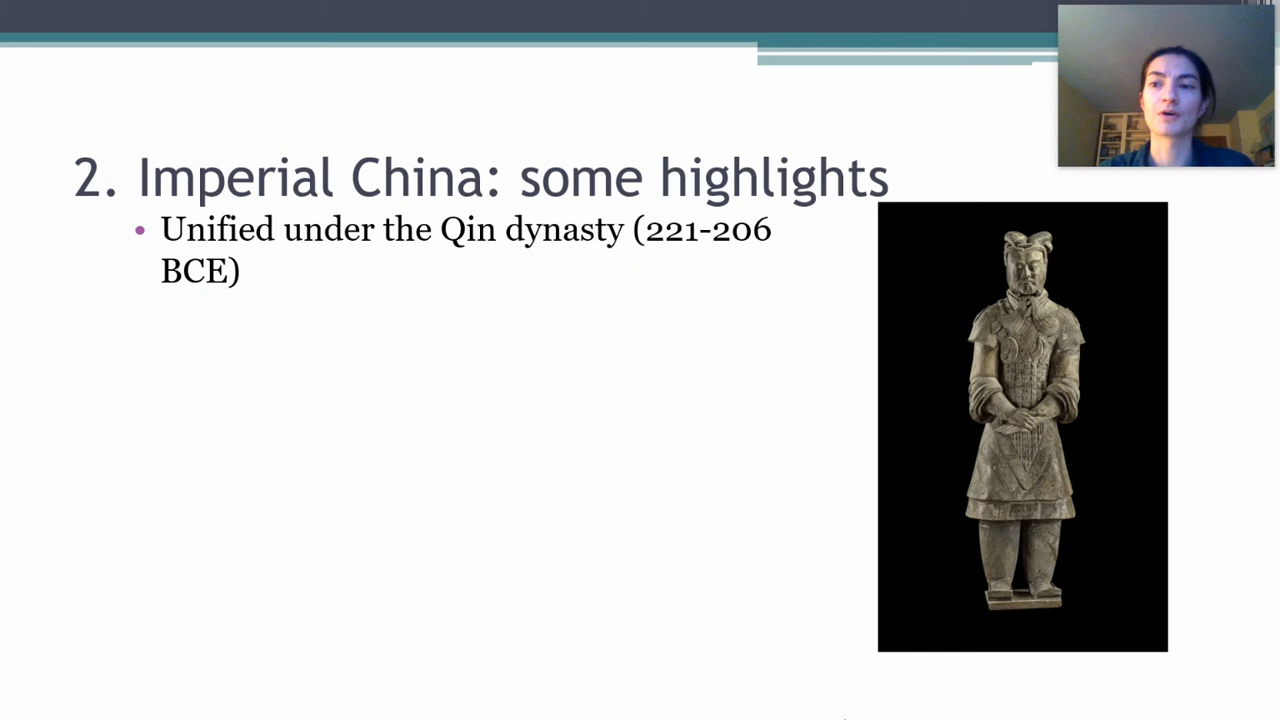 2. Imperial China: some highlights
• Unified under the Qin dynasty (221-206
BCE)